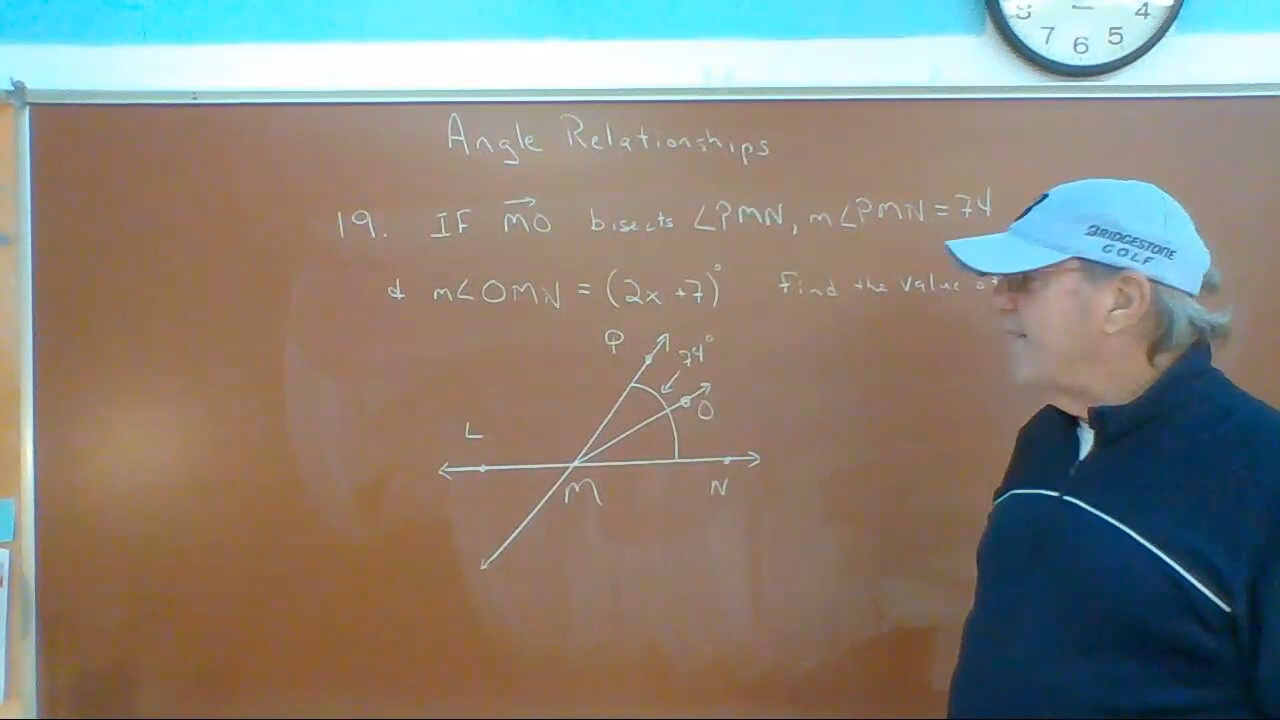 4
7 6 5
Angle Relationships
19. IF MO bisects ∠PMN, m∠PMN = 74
& m∠OMN = (2x+7)° Find the value
BRIDGESTONE
GOLF
P
74°
O
L
M
N